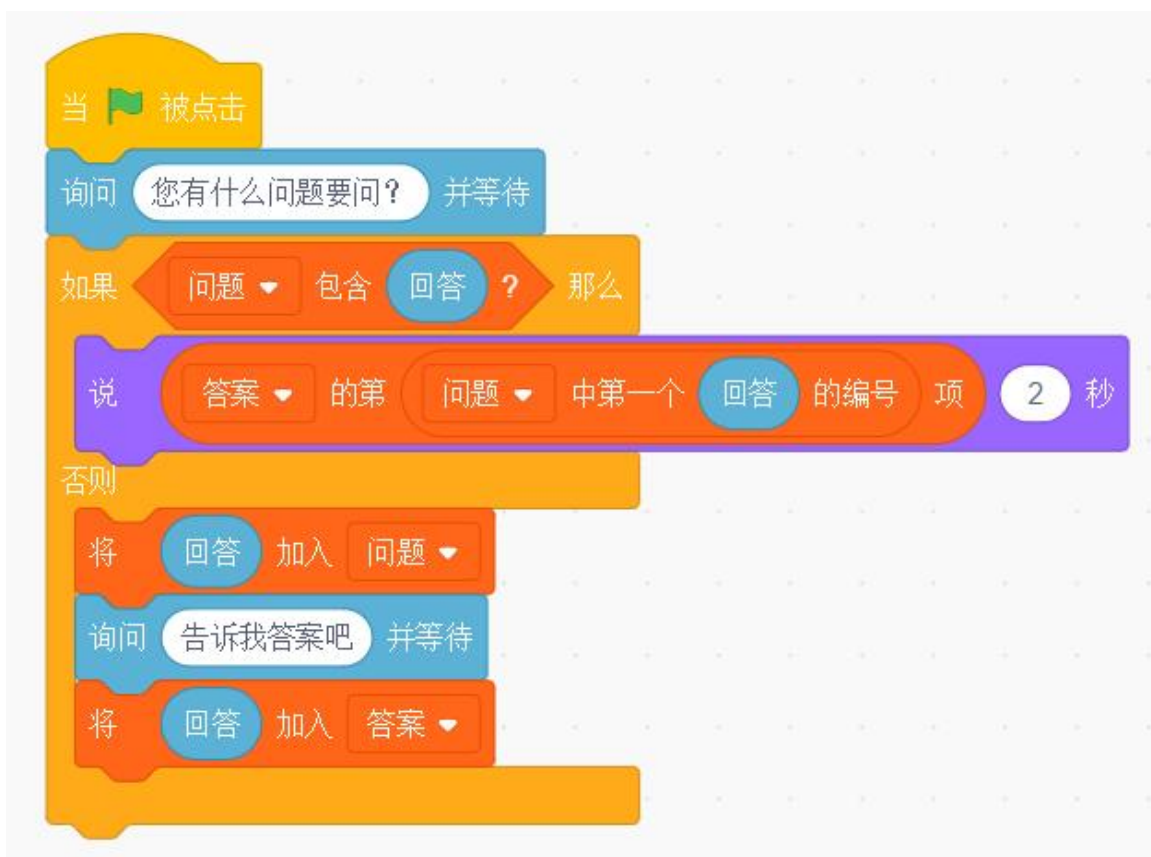 当 被点击
询问 您有什么问题要问？ 并等待
如果 问题 包含 回答 ？ 那么
说 答案 的第 问题 中第一个 回答 的编号 项 2 秒
否则
将 回答 加入 问题
询问 告诉我答案吧 并等待
将 回答 加入 答案